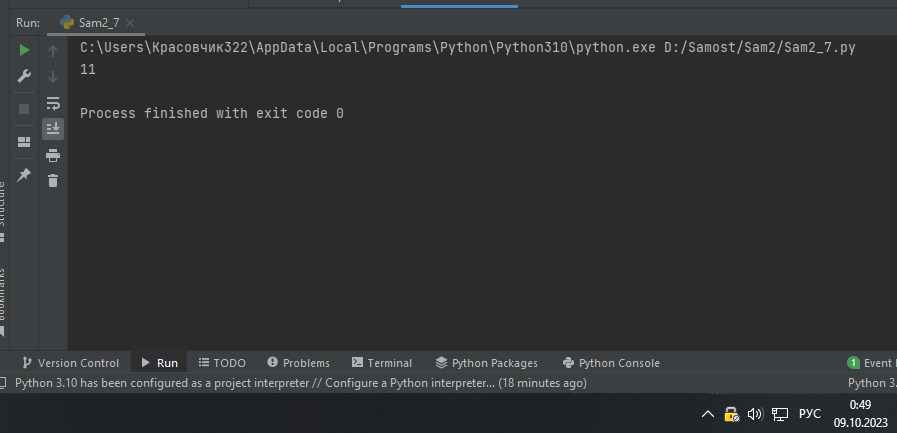 Run: Sam2_7
C:\Users\Красовчик322\AppData\Local\Programs\Python\Python310\python.exe D:/Samost/Sam2/Sam2_7.py
11
Process finished with exit code 0
Structure
Bookmarks
Version Control Run TODO Problems Terminal Python Packages Python Console 1 Event
Python 3.10 has been configured as a project interpreter // Configure a Python interpreter... (18 minutes ago) Python 3.
РУС 0:49
09.10.2023